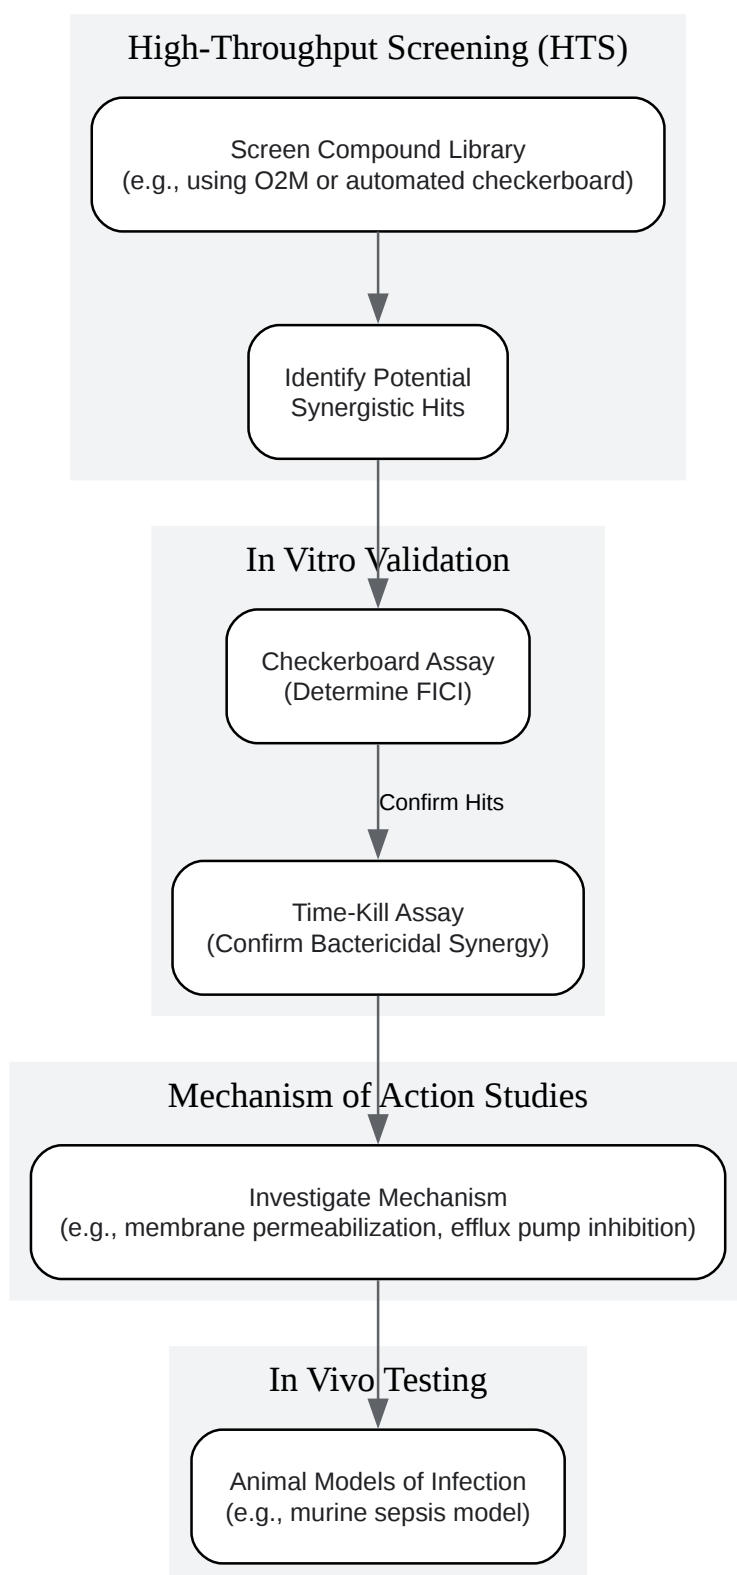 High-Throughput Screening (HTS)
Screen Compound Library
(e.g., using O2M or automated checkerboard)
Identify Potential
Synergistic Hits
In Vitro Validation
Checkerboard Assay
(Determine FICI)
Confirm Hits
Time-Kill Assay
(Confirm Bactericidal Synergy)
Mechanism of Action Studies
Investigate Mechanism
(e.g., membrane permeabilization, efflux pump inhibition)
In Vivo Testing
Animal Models of Infection
(e.g., murine sepsis model)